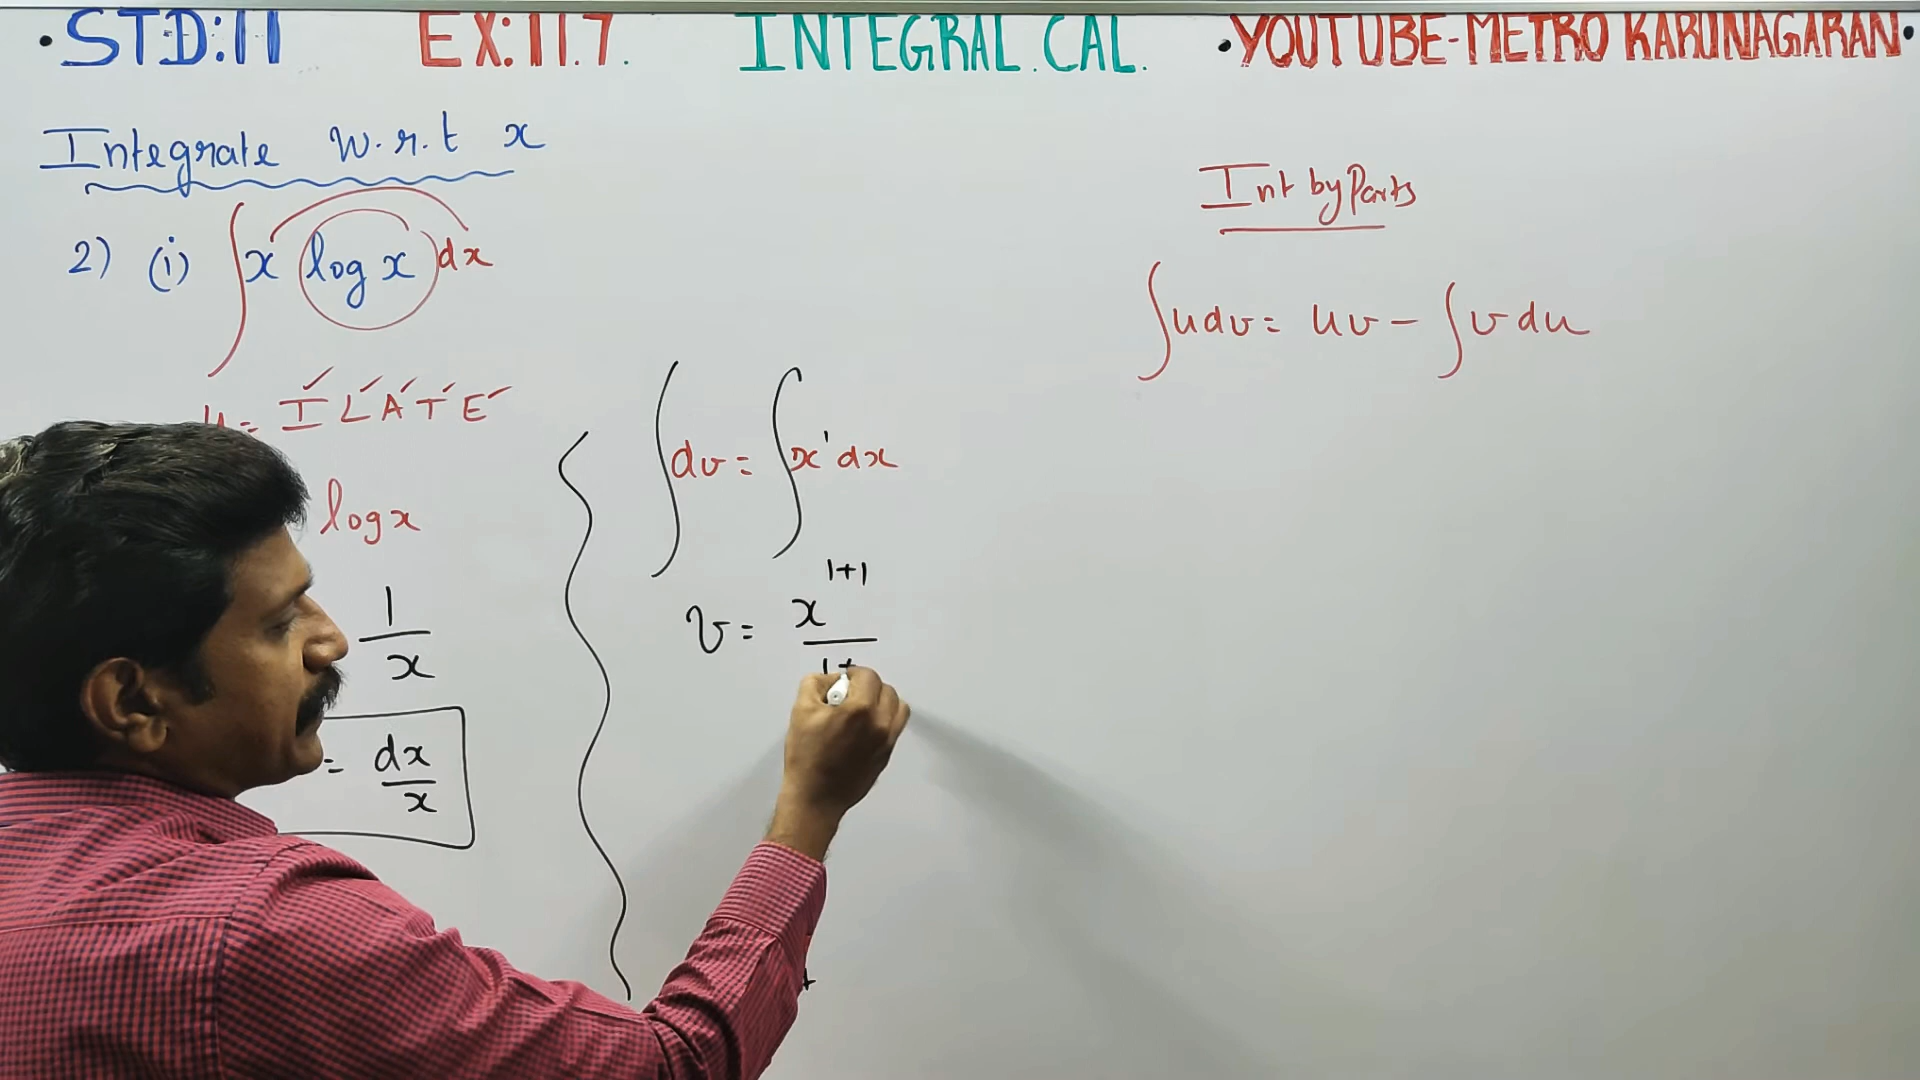 • STD:11 EX:11.7. INTEGRAL.CAL. • YOUTUBE-METRO KARUNAGARAN•
Integrate w.r.t x
2) (i) ∫ x log x dx
u = I L A T E
log x
1/x
= dx/x
∫ dv = ∫ x¹ dx
v = x^(1+1)/1+
Int by Parts
∫ u dv = uv − ∫ v du